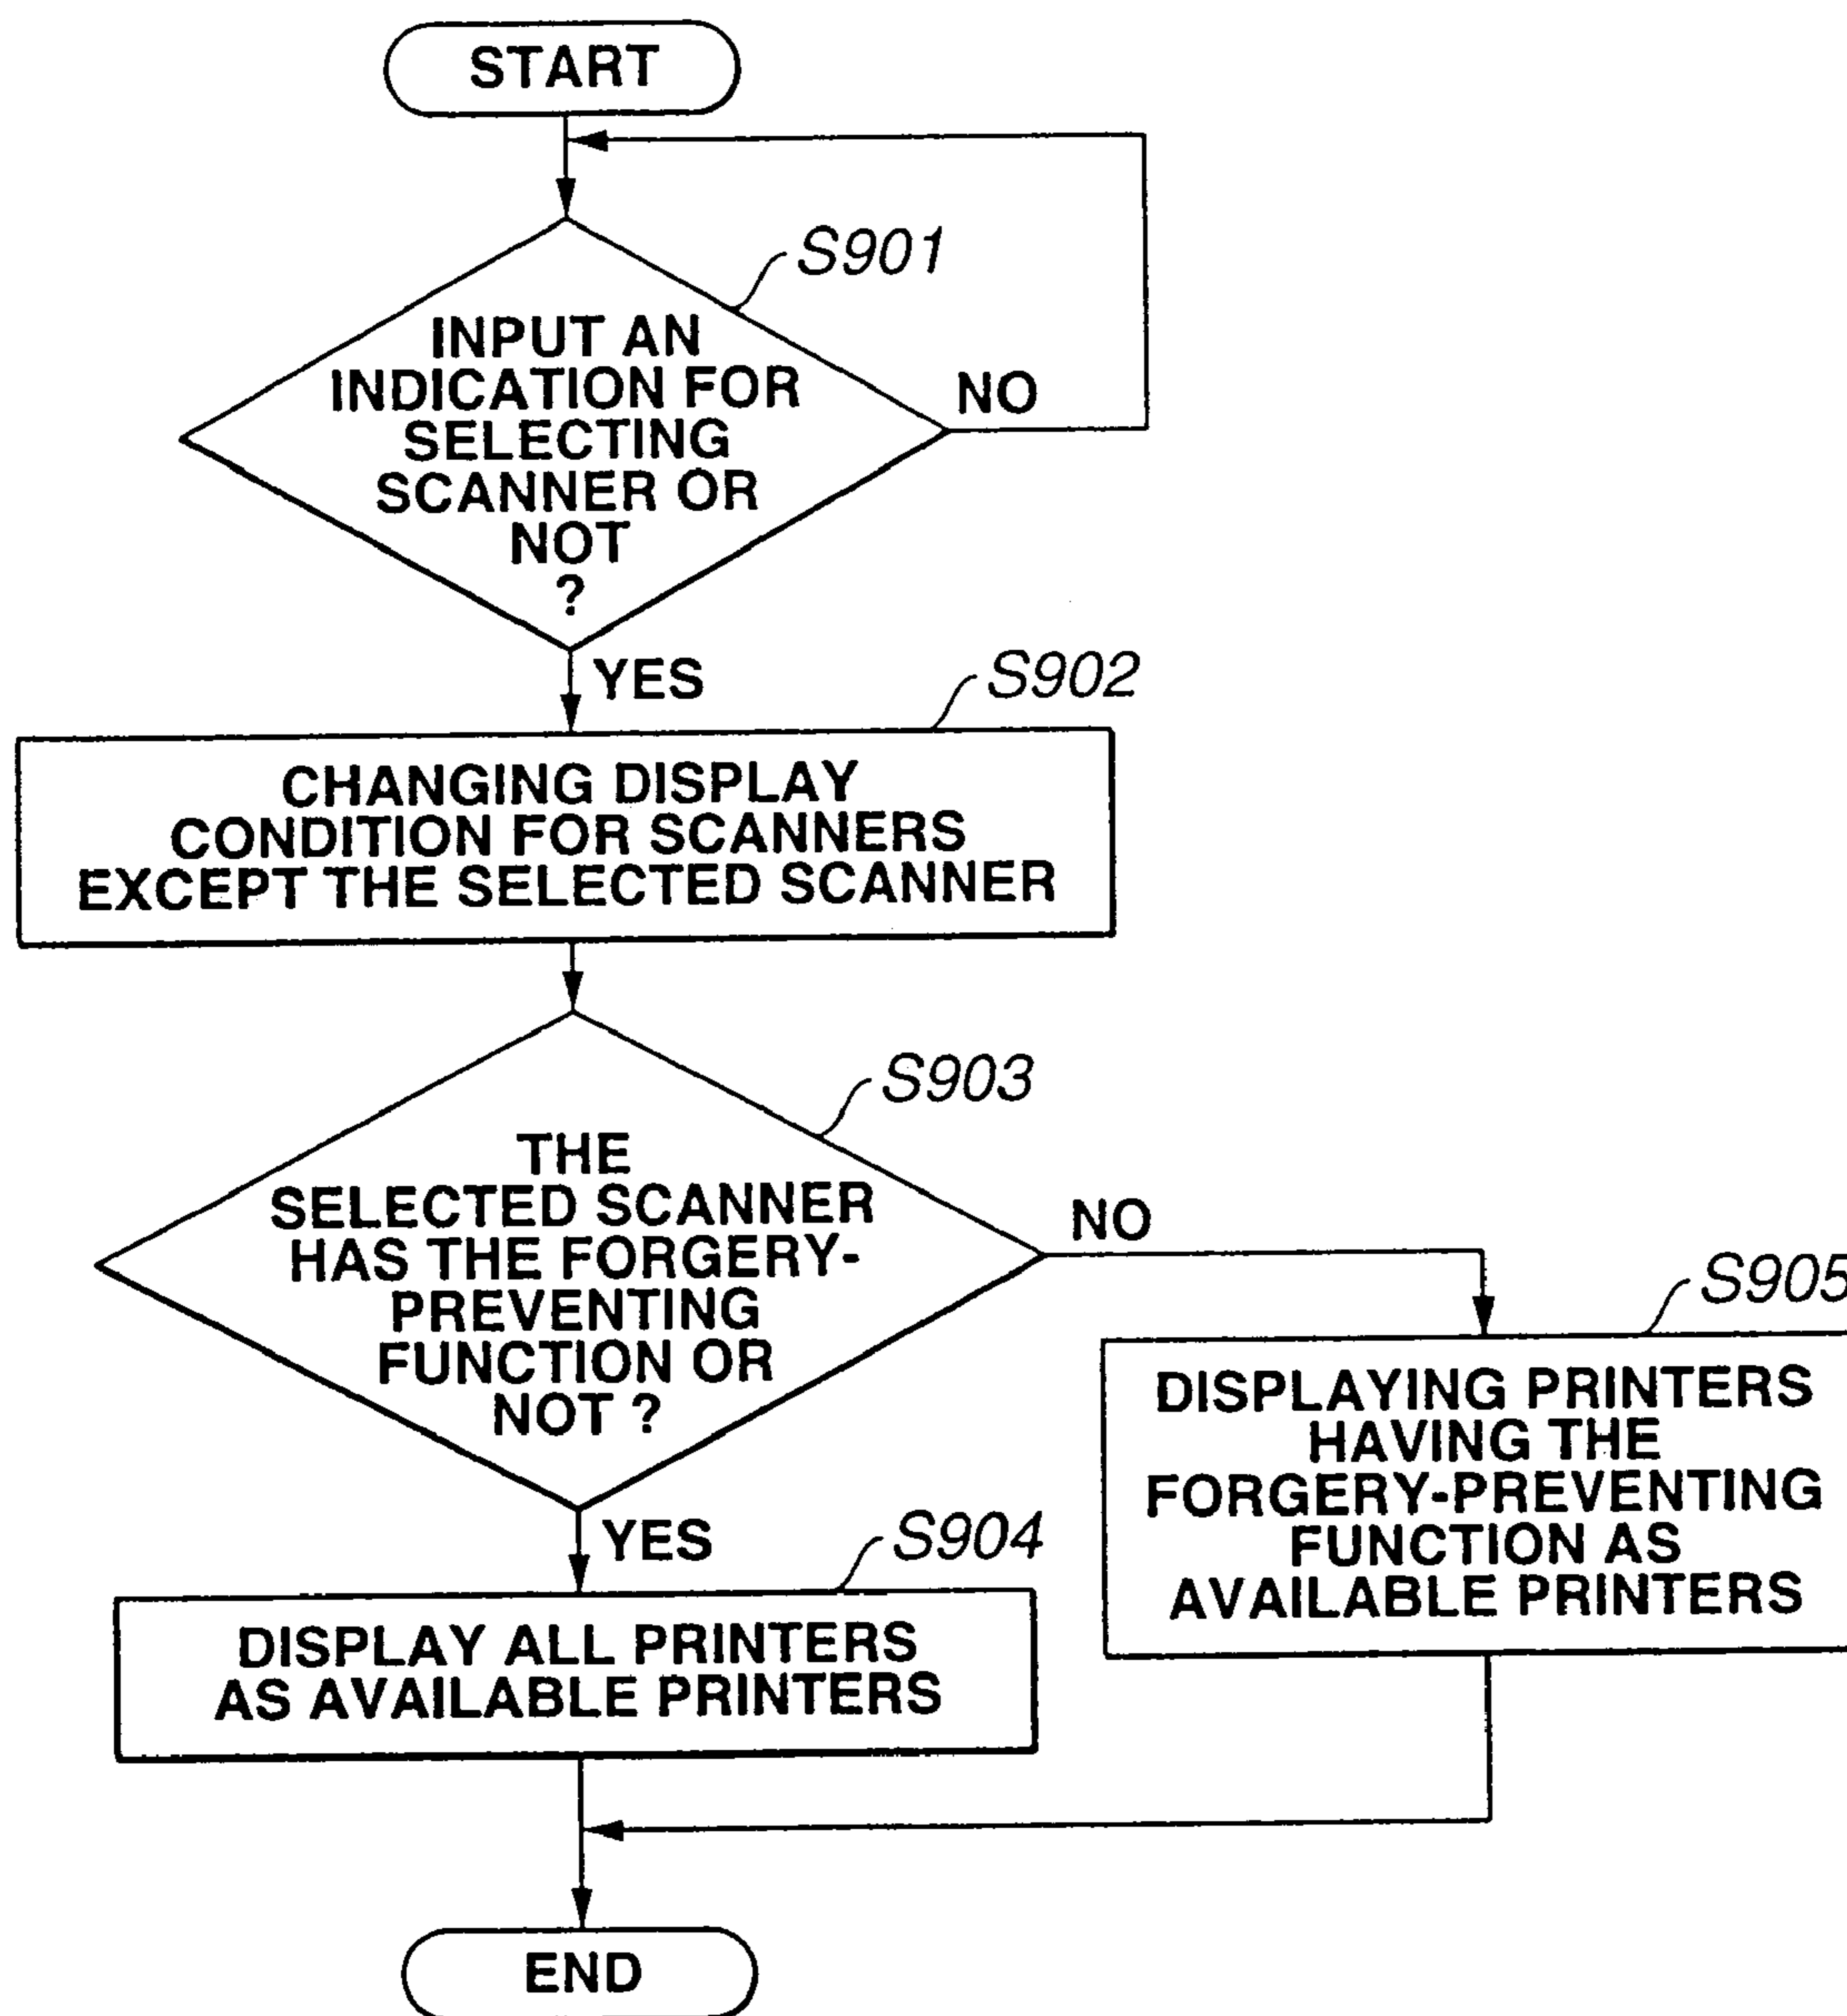 START
S901
INPUT AN
INDICATION FOR
SELECTING
SCANNER OR
NOT
?
NO
YES
S902
CHANGING DISPLAY
CONDITION FOR SCANNERS
EXCEPT THE SELECTED SCANNER
S903
THE
SELECTED SCANNER
HAS THE FORGERY-
PREVENTING
FUNCTION OR
NOT ?
NO
YES
S904
DISPLAY ALL PRINTERS
AS AVAILABLE PRINTERS
S905
DISPLAYING PRINTERS
HAVING THE
FORGERY-PREVENTING
FUNCTION AS
AVAILABLE PRINTERS
END